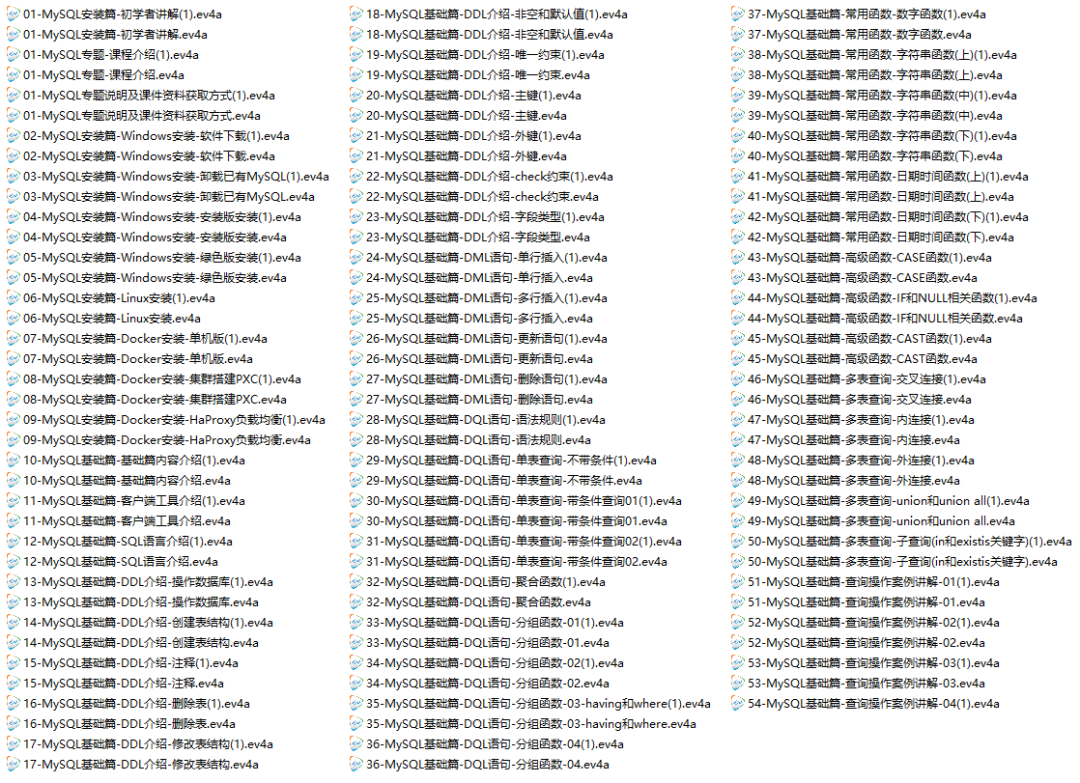 01-MySQL安装篇-初学者讲解(1).ev4a
01-MySQL安装篇-初学者讲解.ev4a
01-MySQL专题-课程介绍(1).ev4a
01-MySQL专题-课程介绍.ev4a
01-MySQL专题说明及课件资料获取方式(1).ev4a
01-MySQL专题说明及课件资料获取方式.ev4a
02-MySQL安装篇-Windows安装-软件下载(1).ev4a
02-MySQL安装篇-Windows安装-软件下载.ev4a
03-MySQL安装篇-Windows安装-卸载已有MySQL(1).ev4a
03-MySQL安装篇-Windows安装-卸载已有MySQL.ev4a
04-MySQL安装篇-Windows安装-安装版安装(1).ev4a
04-MySQL安装篇-Windows安装-安装版安装.ev4a
05-MySQL安装篇-Windows安装-绿色版安装(1).ev4a
05-MySQL安装篇-Windows安装-绿色版安装.ev4a
06-MySQL安装篇-Linux安装(1).ev4a
06-MySQL安装篇-Linux安装.ev4a
07-MySQL安装篇-Docker安装-单机版(1).ev4a
07-MySQL安装篇-Docker安装-单机版.ev4a
08-MySQL安装篇-Docker安装-集群搭建PXC(1).ev4a
08-MySQL安装篇-Docker安装-集群搭建PXC.ev4a
09-MySQL安装篇-Docker安装-HaProxy负载均衡(1).ev4a
09-MySQL安装篇-Docker安装-HaProxy负载均衡.ev4a
10-MySQL基础篇-基础篇内容介绍(1).ev4a
10-MySQL基础篇-基础篇内容介绍.ev4a
11-MySQL基础篇-客户端工具介绍(1).ev4a
11-MySQL基础篇-客户端工具介绍.ev4a
12-MySQL基础篇-SQL语言介绍(1).ev4a
12-MySQL基础篇-SQL语言介绍.ev4a
13-MySQL基础篇-DDL介绍-操作数据库(1).ev4a
13-MySQL基础篇-DDL介绍-操作数据库.ev4a
14-MySQL基础篇-DDL介绍-创建表结构(1).ev4a
14-MySQL基础篇-DDL介绍-创建表结构.ev4a
15-MySQL基础篇-DDL介绍-注释(1).ev4a
15-MySQL基础篇-DDL介绍-注释.ev4a
16-MySQL基础篇-DDL介绍-删除表(1).ev4a
16-MySQL基础篇-DDL介绍-删除表.ev4a
17-MySQL基础篇-DDL介绍-修改表结构(1).ev4a
17-MySQL基础篇-DDL介绍-修改表结构.ev4a
18-MySQL基础篇-DDL介绍-非空和默认值(1).ev4a
18-MySQL基础篇-DDL介绍-非空和默认值.ev4a
19-MySQL基础篇-DDL介绍-唯一约束(1).ev4a
19-MySQL基础篇-DDL介绍-唯一约束.ev4a
20-MySQL基础篇-DDL介绍-主键(1).ev4a
20-MySQL基础篇-DDL介绍-主键.ev4a
21-MySQL基础篇-DDL介绍-外键(1).ev4a
21-MySQL基础篇-DDL介绍-外键.ev4a
22-MySQL基础篇-DDL介绍-check约束(1).ev4a
22-MySQL基础篇-DDL介绍-check约束.ev4a
23-MySQL基础篇-DDL介绍-字段类型(1).ev4a
23-MySQL基础篇-DDL介绍-字段类型.ev4a
24-MySQL基础篇-DML语句-单行插入(1).ev4a
24-MySQL基础篇-DML语句-单行插入.ev4a
25-MySQL基础篇-DML语句-多行插入(1).ev4a
25-MySQL基础篇-DML语句-多行插入.ev4a
26-MySQL基础篇-DML语句-更新语句(1).ev4a
26-MySQL基础篇-DML语句-更新语句.ev4a
27-MySQL基础篇-DML语句-删除语句(1).ev4a
27-MySQL基础篇-DML语句-删除语句.ev4a
28-MySQL基础篇-DQL语句-语法规则(1).ev4a
28-MySQL基础篇-DQL语句-语法规则.ev4a
29-MySQL基础篇-DQL语句-单表查询-不带条件(1).ev4a
29-MySQL基础篇-DQL语句-单表查询-不带条件.ev4a
30-MySQL基础篇-DQL语句-单表查询-带条件查询01(1).ev4a
30-MySQL基础篇-DQL语句-单表查询-带条件查询01.ev4a
31-MySQL基础篇-DQL语句-单表查询-带条件查询02(1).ev4a
31-MySQL基础篇-DQL语句-单表查询-带条件查询02.ev4a
32-MySQL基础篇-DQL语句-聚合函数(1).ev4a
32-MySQL基础篇-DQL语句-聚合函数.ev4a
33-MySQL基础篇-DQL语句-分组函数-01(1).ev4a
33-MySQL基础篇-DQL语句-分组函数-01.ev4a
34-MySQL基础篇-DQL语句-分组函数-02(1).ev4a
34-MySQL基础篇-DQL语句-分组函数-02.ev4a
35-MySQL基础篇-DQL语句-分组函数-03-having和where(1).ev4a
35-MySQL基础篇-DQL语句-分组函数-03-having和where.ev4a
36-MySQL基础篇-DQL语句-分组函数-04(1).ev4a
36-MySQL基础篇-DQL语句-分组函数-04.ev4a
37-MySQL基础篇-常用函数-数字函数(1).ev4a
37-MySQL基础篇-常用函数-数字函数.ev4a
38-MySQL基础篇-常用函数-字符串函数(上)(1).ev4a
38-MySQL基础篇-常用函数-字符串函数(上).ev4a
39-MySQL基础篇-常用函数-字符串函数(中)(1).ev4a
39-MySQL基础篇-常用函数-字符串函数(中).ev4a
40-MySQL基础篇-常用函数-字符串函数(下)(1).ev4a
40-MySQL基础篇-常用函数-字符串函数(下).ev4a
41-MySQL基础篇-常用函数-日期时间函数(上)(1).ev4a
41-MySQL基础篇-常用函数-日期时间函数(上).ev4a
42-MySQL基础篇-常用函数-日期时间函数(下)(1).ev4a
42-MySQL基础篇-常用函数-日期时间函数(下).ev4a
43-MySQL基础篇-高级函数-CASE函数(1).ev4a
43-MySQL基础篇-高级函数-CASE函数.ev4a
44-MySQL基础篇-高级函数-IF和NULL相关函数(1).ev4a
44-MySQL基础篇-高级函数-IF和NULL相关函数.ev4a
45-MySQL基础篇-高级函数-CAST函数(1).ev4a
45-MySQL基础篇-高级函数-CAST函数.ev4a
46-MySQL基础篇-多表查询-交叉连接(1).ev4a
46-MySQL基础篇-多表查询-交叉连接.ev4a
47-MySQL基础篇-多表查询-内连接(1).ev4a
47-MySQL基础篇-多表查询-内连接.ev4a
48-MySQL基础篇-多表查询-外连接(1).ev4a
48-MySQL基础篇-多表查询-外连接.ev4a
49-MySQL基础篇-多表查询-union和union all(1).ev4a
49-MySQL基础篇-多表查询-union和union all.ev4a
50-MySQL基础篇-多表查询-子查询(in和existis关键字)(1).ev4a
50-MySQL基础篇-多表查询-子查询(in和existis关键字).ev4a
51-MySQL基础篇-查询操作案例讲解-01(1).ev4a
51-MySQL基础篇-查询操作案例讲解-01.ev4a
52-MySQL基础篇-查询操作案例讲解-02(1).ev4a
52-MySQL基础篇-查询操作案例讲解-02.ev4a
53-MySQL基础篇-查询操作案例讲解-03(1).ev4a
53-MySQL基础篇-查询操作案例讲解-03.ev4a
54-MySQL基础篇-查询操作案例讲解-04(1).ev4a